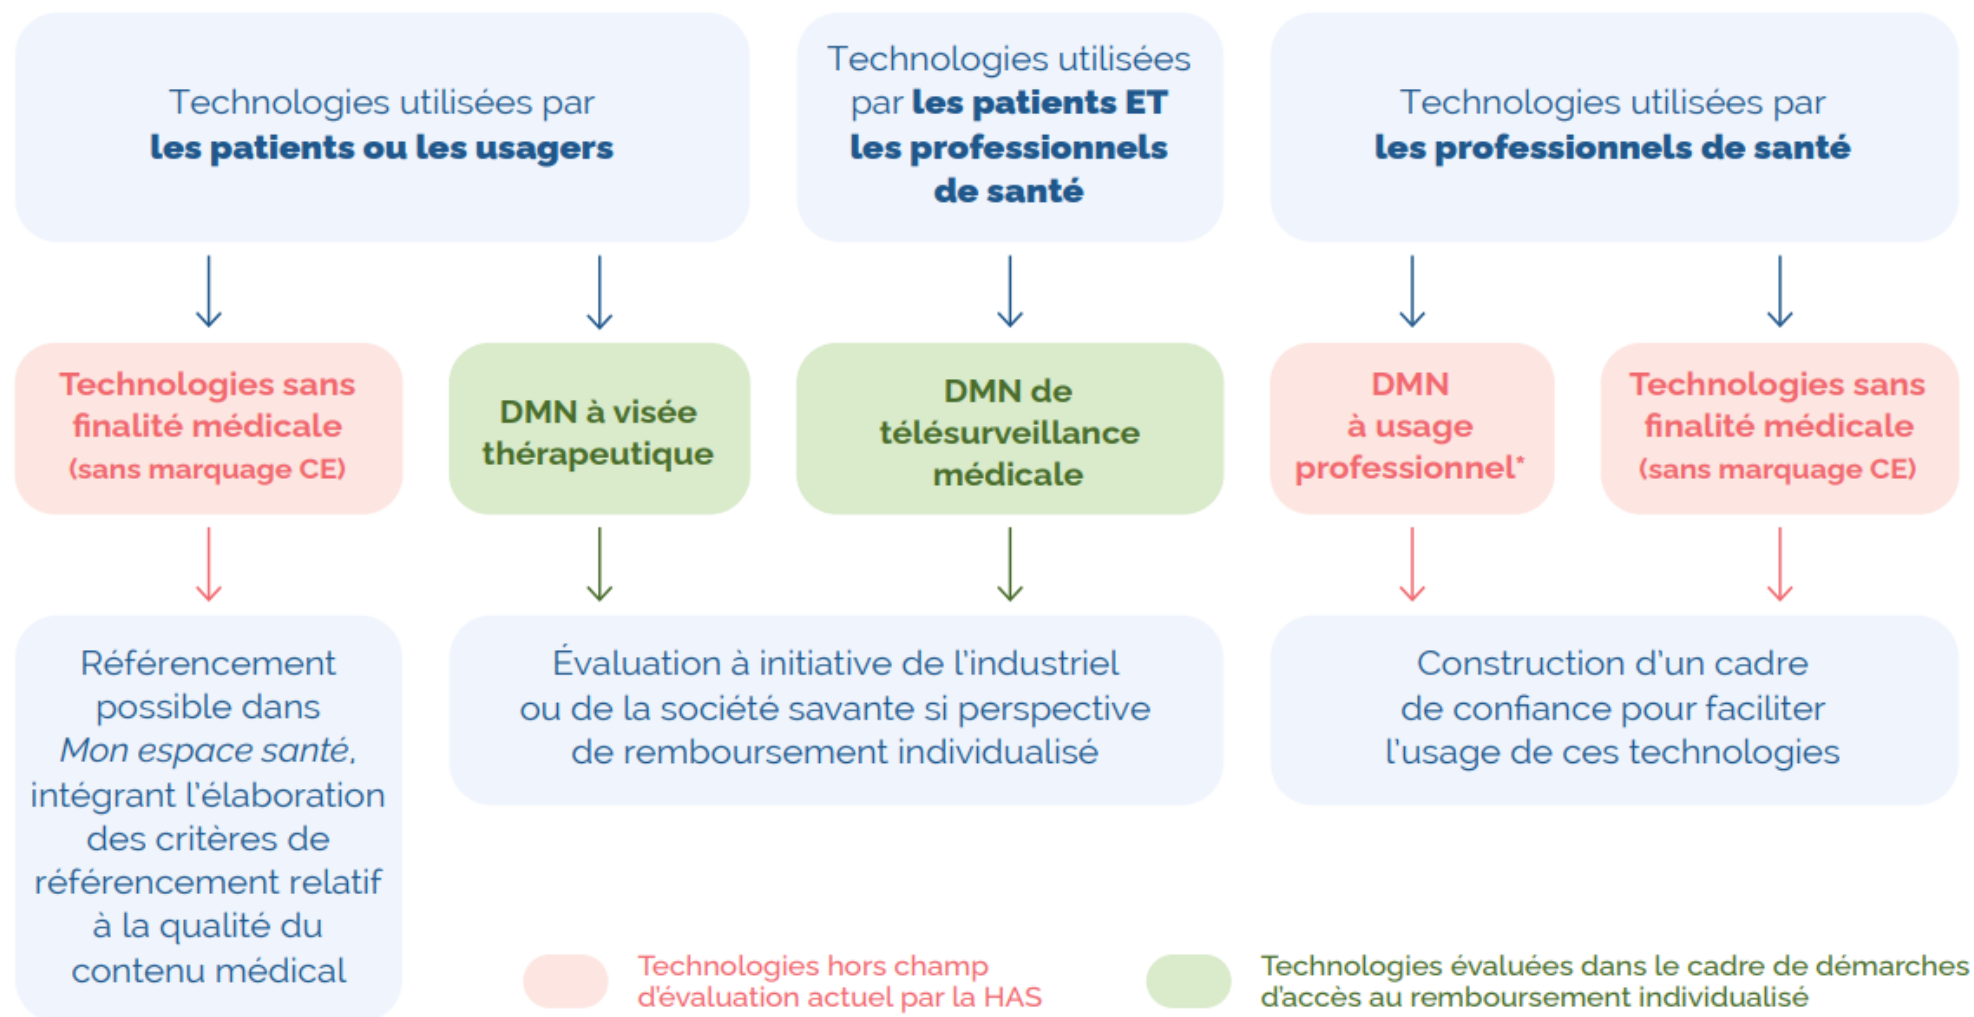 Technologies utilisées par
les patients ou les usagers
Technologies utilisées
par les patients ET
les professionnels
de santé
Technologies utilisées par
les professionnels de santé
Technologies sans
finalité médicale
(sans marquage CE)
DMN à visée
thérapeutique
DMN de
télésurveillance
médicale
DMN
à usage
professionnel*
Technologies sans
finalité médicale
(sans marquage CE)
Référencement
possible dans
Mon espace santé,
intégrant l'élaboration
des critères de
référencement relatif
à la qualité du
contenu médical
Évaluation à initiative de l'industriel
ou de la société savante si perspective
de remboursement individualisé
Construction d'un cadre
de confiance pour faciliter
l'usage de ces technologies
Technologies hors champ
d'évaluation actuel par la HAS
Technologies évaluées dans le cadre de démarches
d'accès au remboursement individualisé